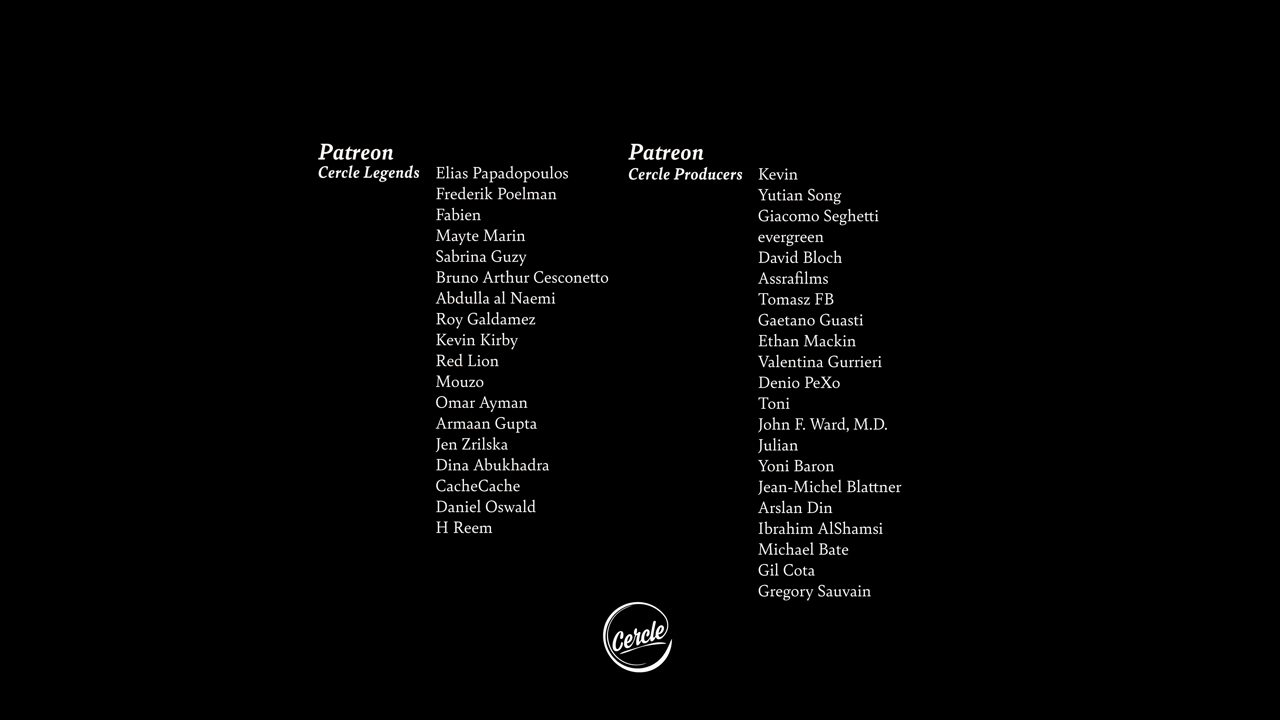 Patreon
Cercle Legends
Elias Papadopoulos
Frederik Poelman
Fabien
Mayte Marin
Sabrina Guzy
Bruno Arthur Cesconetto
Abdulla al Naemi
Roy Galdamez
Kevin Kirby
Red Lion
Mouzo
Omar Ayman
Armaan Gupta
Jen Zrilska
Dina Abukhadra
CacheCache
Daniel Oswald
H Reem
Patreon
Cercle Producers
Kevin
Yutian Song
Giacomo Seghetti
evergreen
David Bloch
Assrafilms
Tomasz FB
Gaetano Guasti
Ethan Mackin
Valentina Gurrieri
Denio PeXo
Toni
John F. Ward, M.D.
Julian
Yoni Baron
Jean-Michel Blattner
Arslan Din
Ibrahim AlShamsi
Michael Bate
Gil Cota
Gregory Sauvain
Cercle